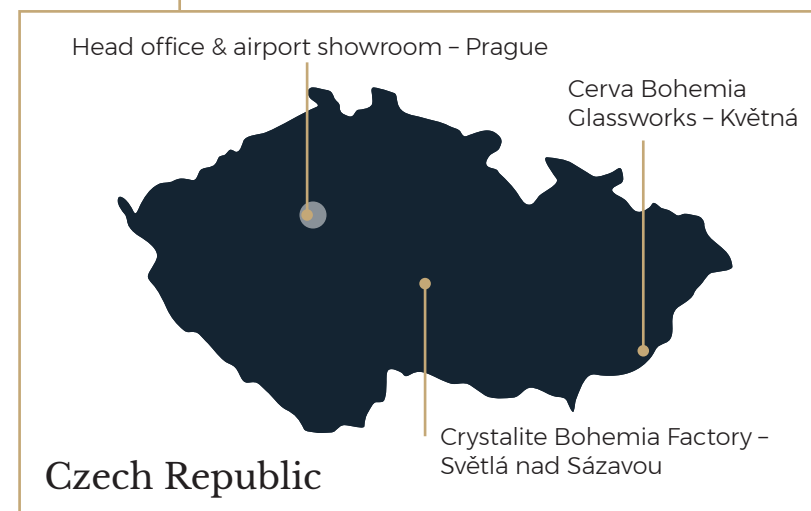 Head office & airport showroom – Prague
Cerva Bohemia
Glassworks – Květná
Crystalite Bohemia Factory –
Světlá nad Sázavou
Czech Republic